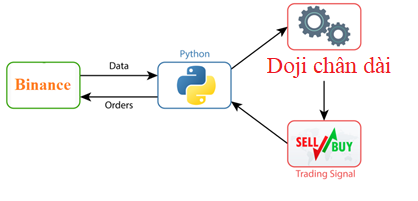 Python
Data
Binance
Orders
Doji chân dài
SELL BUY
Trading Signal